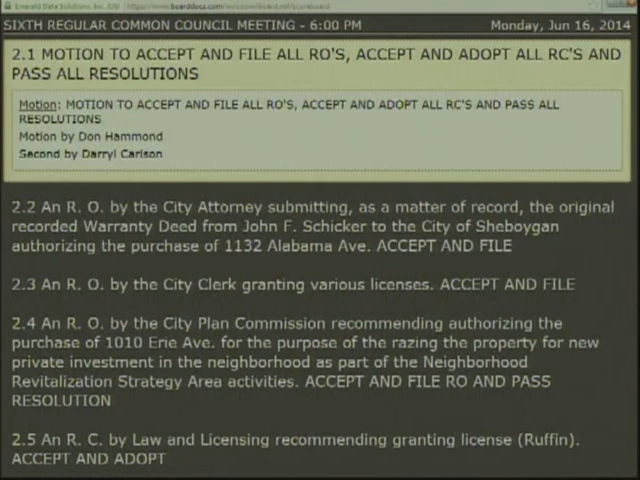 Emerald Data Solutions, Inc. [US]
SIXTH REGULAR COMMON COUNCIL MEETING - 6:00 PM
Monday, Jun 16, 2014
2.1 MOTION TO ACCEPT AND FILE ALL RO'S, ACCEPT AND ADOPT ALL RC'S AND
PASS ALL RESOLUTIONS
Motion: MOTION TO ACCEPT AND FILE ALL RO'S, ACCEPT AND ADOPT ALL RC'S AND PASS ALL
RESOLUTIONS
Motion by Don Hammond
Second by Darryl Carlson
2.2 An R. O. by the City Attorney submitting, as a matter of record, the original
recorded Warranty Deed from John F. Schicker to the City of Sheboygan
authorizing the purchase of 1132 Alabama Ave. ACCEPT AND FILE
2.3 An R. O. by the City Clerk granting various licenses. ACCEPT AND FILE
2.4 An R. O. by the City Plan Commission recommending authorizing the
purchase of 1010 Erie Ave. for the purpose of the razing the property for new
private investment in the neighborhood as part of the Neighborhood
Revitalization Strategy Area activities. ACCEPT AND FILE RO AND PASS
RESOLUTION
2.5 An R. C. by Law and Licensing recommending granting license (Ruffin).
ACCEPT AND ADOPT